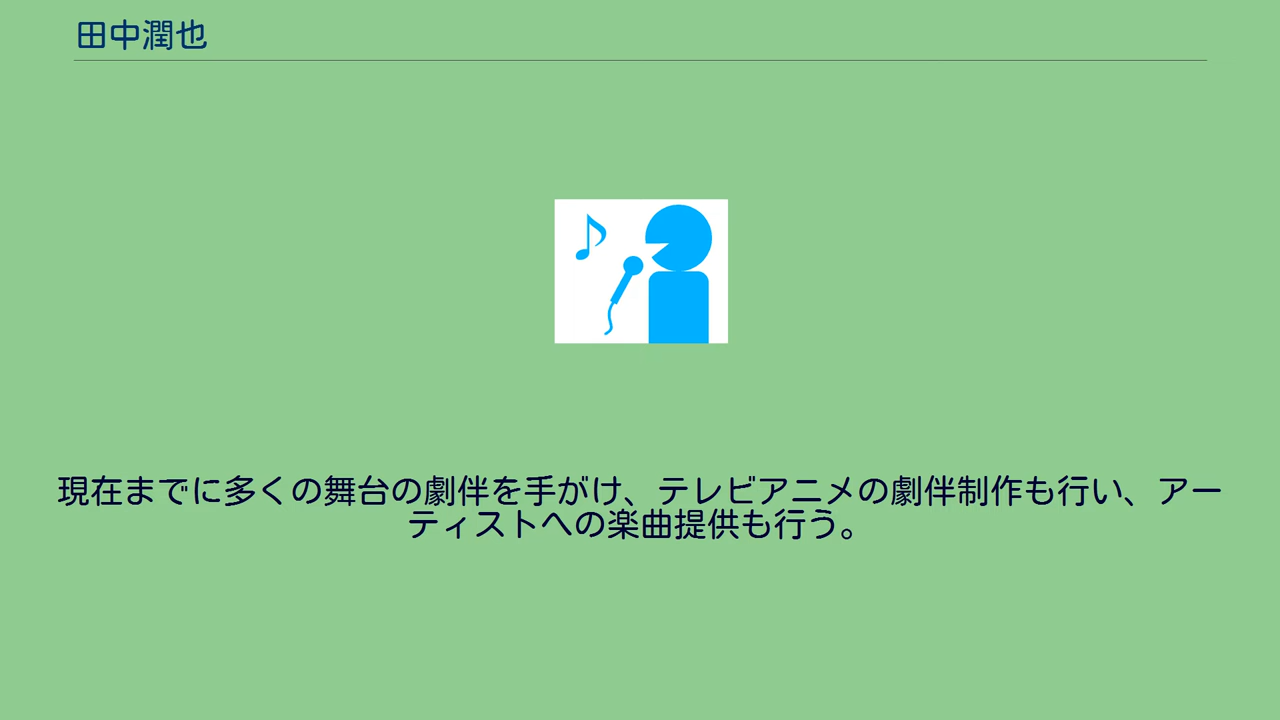 田中潤也
現在までに多くの舞台の劇伴を手がけ、テレビアニメの劇伴制作も行い、アー
ティストへの楽曲提供も行う。